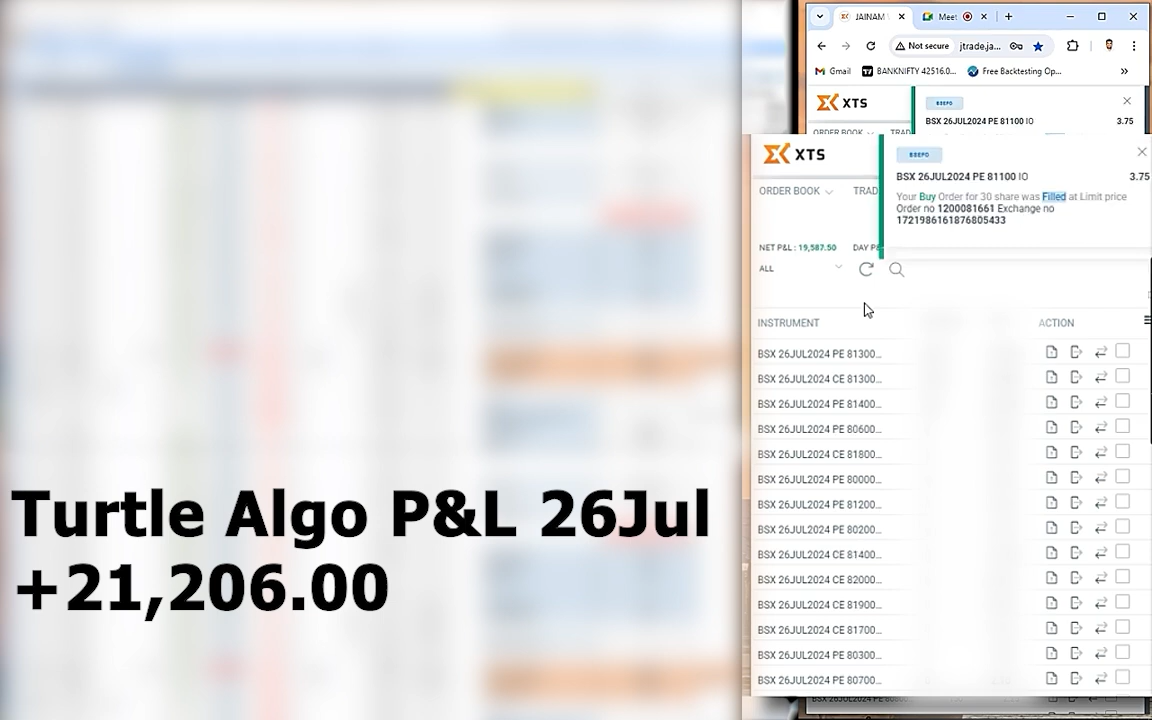 JAINAM
Meet
Not secure
jtrade.ja...
Gmail
BANKNIFTY 42516.0...
Free Backtesting Op...
»
XTS
BSEFO
BSX 26JUL2024 PE 81100 IO
3.75
ORDER BOOK
TRAD
XTS
BSEFO
BSX 26JUL2024 PE 81100 IO
3.75
ORDER BOOK
TRAD
Your Buy Order for 30 share was Filled at Limit price
Order no 1200081661 Exchange no
1721986161876805433
NET P&L : 19,587.50
DAY P&
ALL
INSTRUMENT
ACTION
BSX 26JUL2024 PE 81300...
BSX 26JUL2024 CE 81300...
BSX 26JUL2024 PE 81400...
BSX 26JUL2024 PE 80600...
BSX 26JUL2024 CE 81800...
BSX 26JUL2024 PE 80000...
BSX 26JUL2024 PE 81200...
BSX 26JUL2024 PE 80200...
BSX 26JUL2024 CE 81400...
BSX 26JUL2024 CE 82000...
BSX 26JUL2024 CE 81900...
BSX 26JUL2024 CE 81700...
BSX 26JUL2024 PE 80300...
BSX 26JUL2024 PE 80700...
Turtle Algo P&L 26Jul
+21,206.00